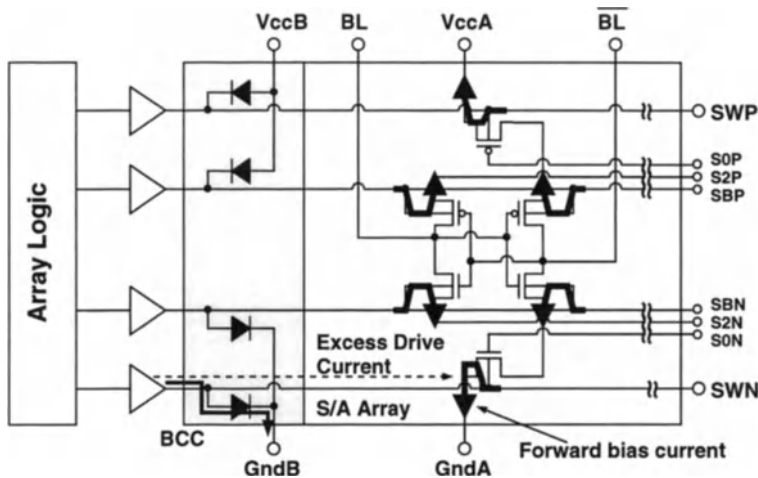 VccB BL VccA BL
Array Logic
SWP
S0P
S2P
SBP
SBN
S2N
S0N
Excess Drive
Current
SWN
S/A Array
BCC
Forward bias current
GndB GndA